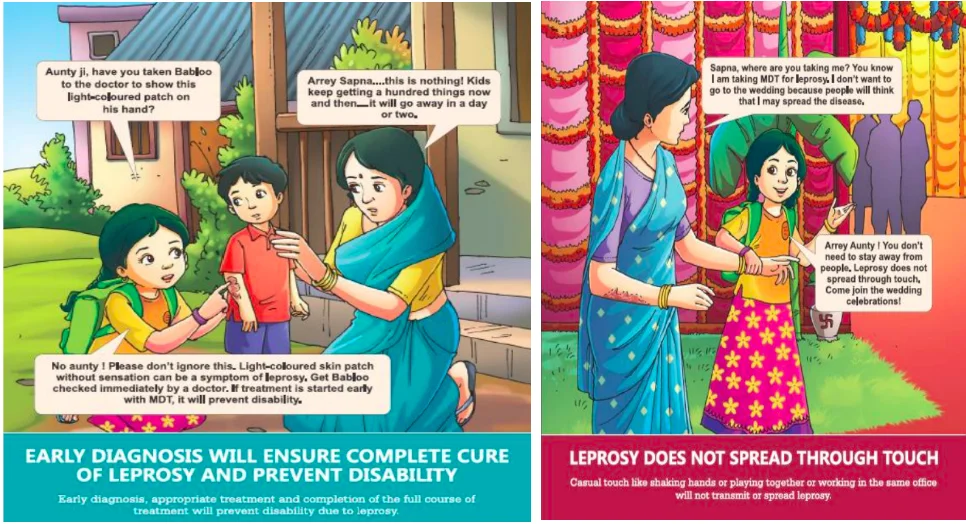 Aunty ji, have you taken Babloo
to the doctor to show this
light-coloured patch on
his hand?
Arrey Sapna....this is nothing! Kids
keep getting a hundred things now
and then.....it will go away in a day
or two.
No aunty ! Please don't ignore this. Light-coloured skin patch
without sensation can be a symptom of leprosy. Get Babloo
checked immediately by a doctor. If treatment is started early
with MDT, it will prevent disability.
EARLY DIAGNOSIS WILL ENSURE COMPLETE CURE
OF LEPROSY AND PREVENT DISABILITY
Early diagnosis, appropriate treatment and completion of the full course of
treatment will prevent disability due to leprosy.
Sapna, where are you taking me? You know
I am taking MDT for leprosy. I don't want to
go to the wedding because people will think
that I may spread the disease.
Arrey Aunty ! You don't
need to stay away from
people. Leprosy does not
spread through touch.
Come join the wedding
celebrations!
LEPROSY DOES NOT SPREAD THROUGH TOUCH
Casual touch like shaking hands or playing together or working in the same office
will not transmit or spread leprosy.